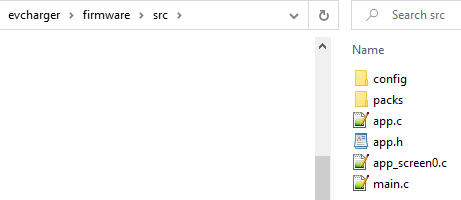 evcharger > firmware > src >
Search src
Name
config
packs
app.c
app.h
app_screen0.c
main.c